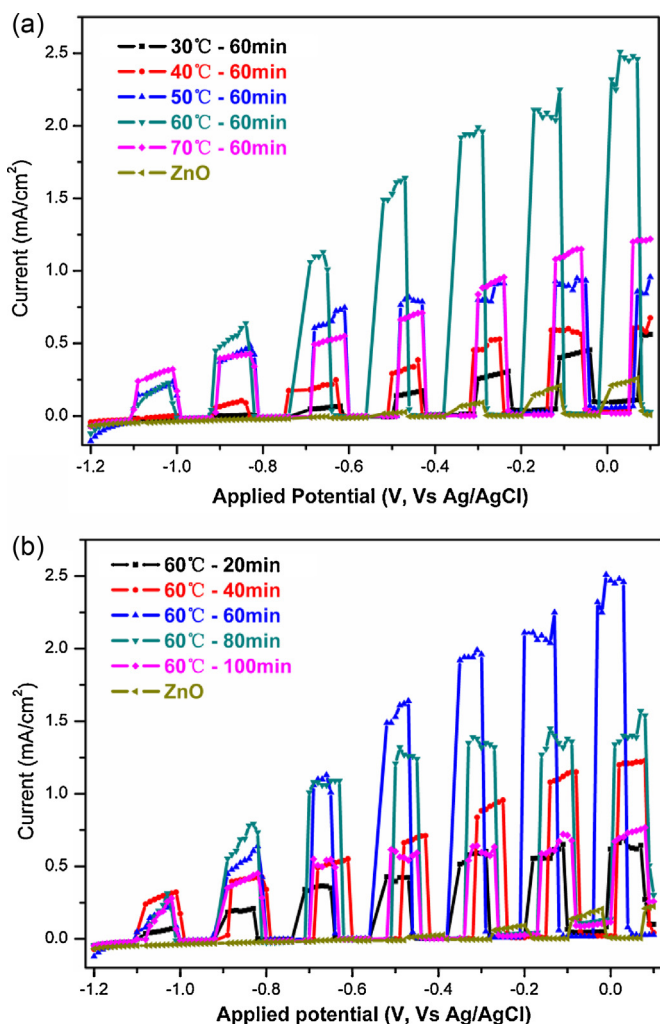 (a)
30℃ - 60min
40℃ - 60min
50℃ - 60min
60℃ - 60min
70℃ - 60min
ZnO
Current (mA/cm²)
2.5
2.0
1.5
1.0
0.5
0.0
-1.2 -1.0 -0.8 -0.6 -0.4 -0.2 0.0
Applied Potential (V, Vs Ag/AgCl)
(b)
60℃ - 20min
60℃ - 40min
60℃ - 60min
60℃ - 80min
60℃ - 100min
ZnO
Current (mA/cm²)
2.5
2.0
1.5
1.0
0.5
0.0
-1.2 -1.0 -0.8 -0.6 -0.4 -0.2 0.0
Applied potential (V, Vs Ag/AgCl)